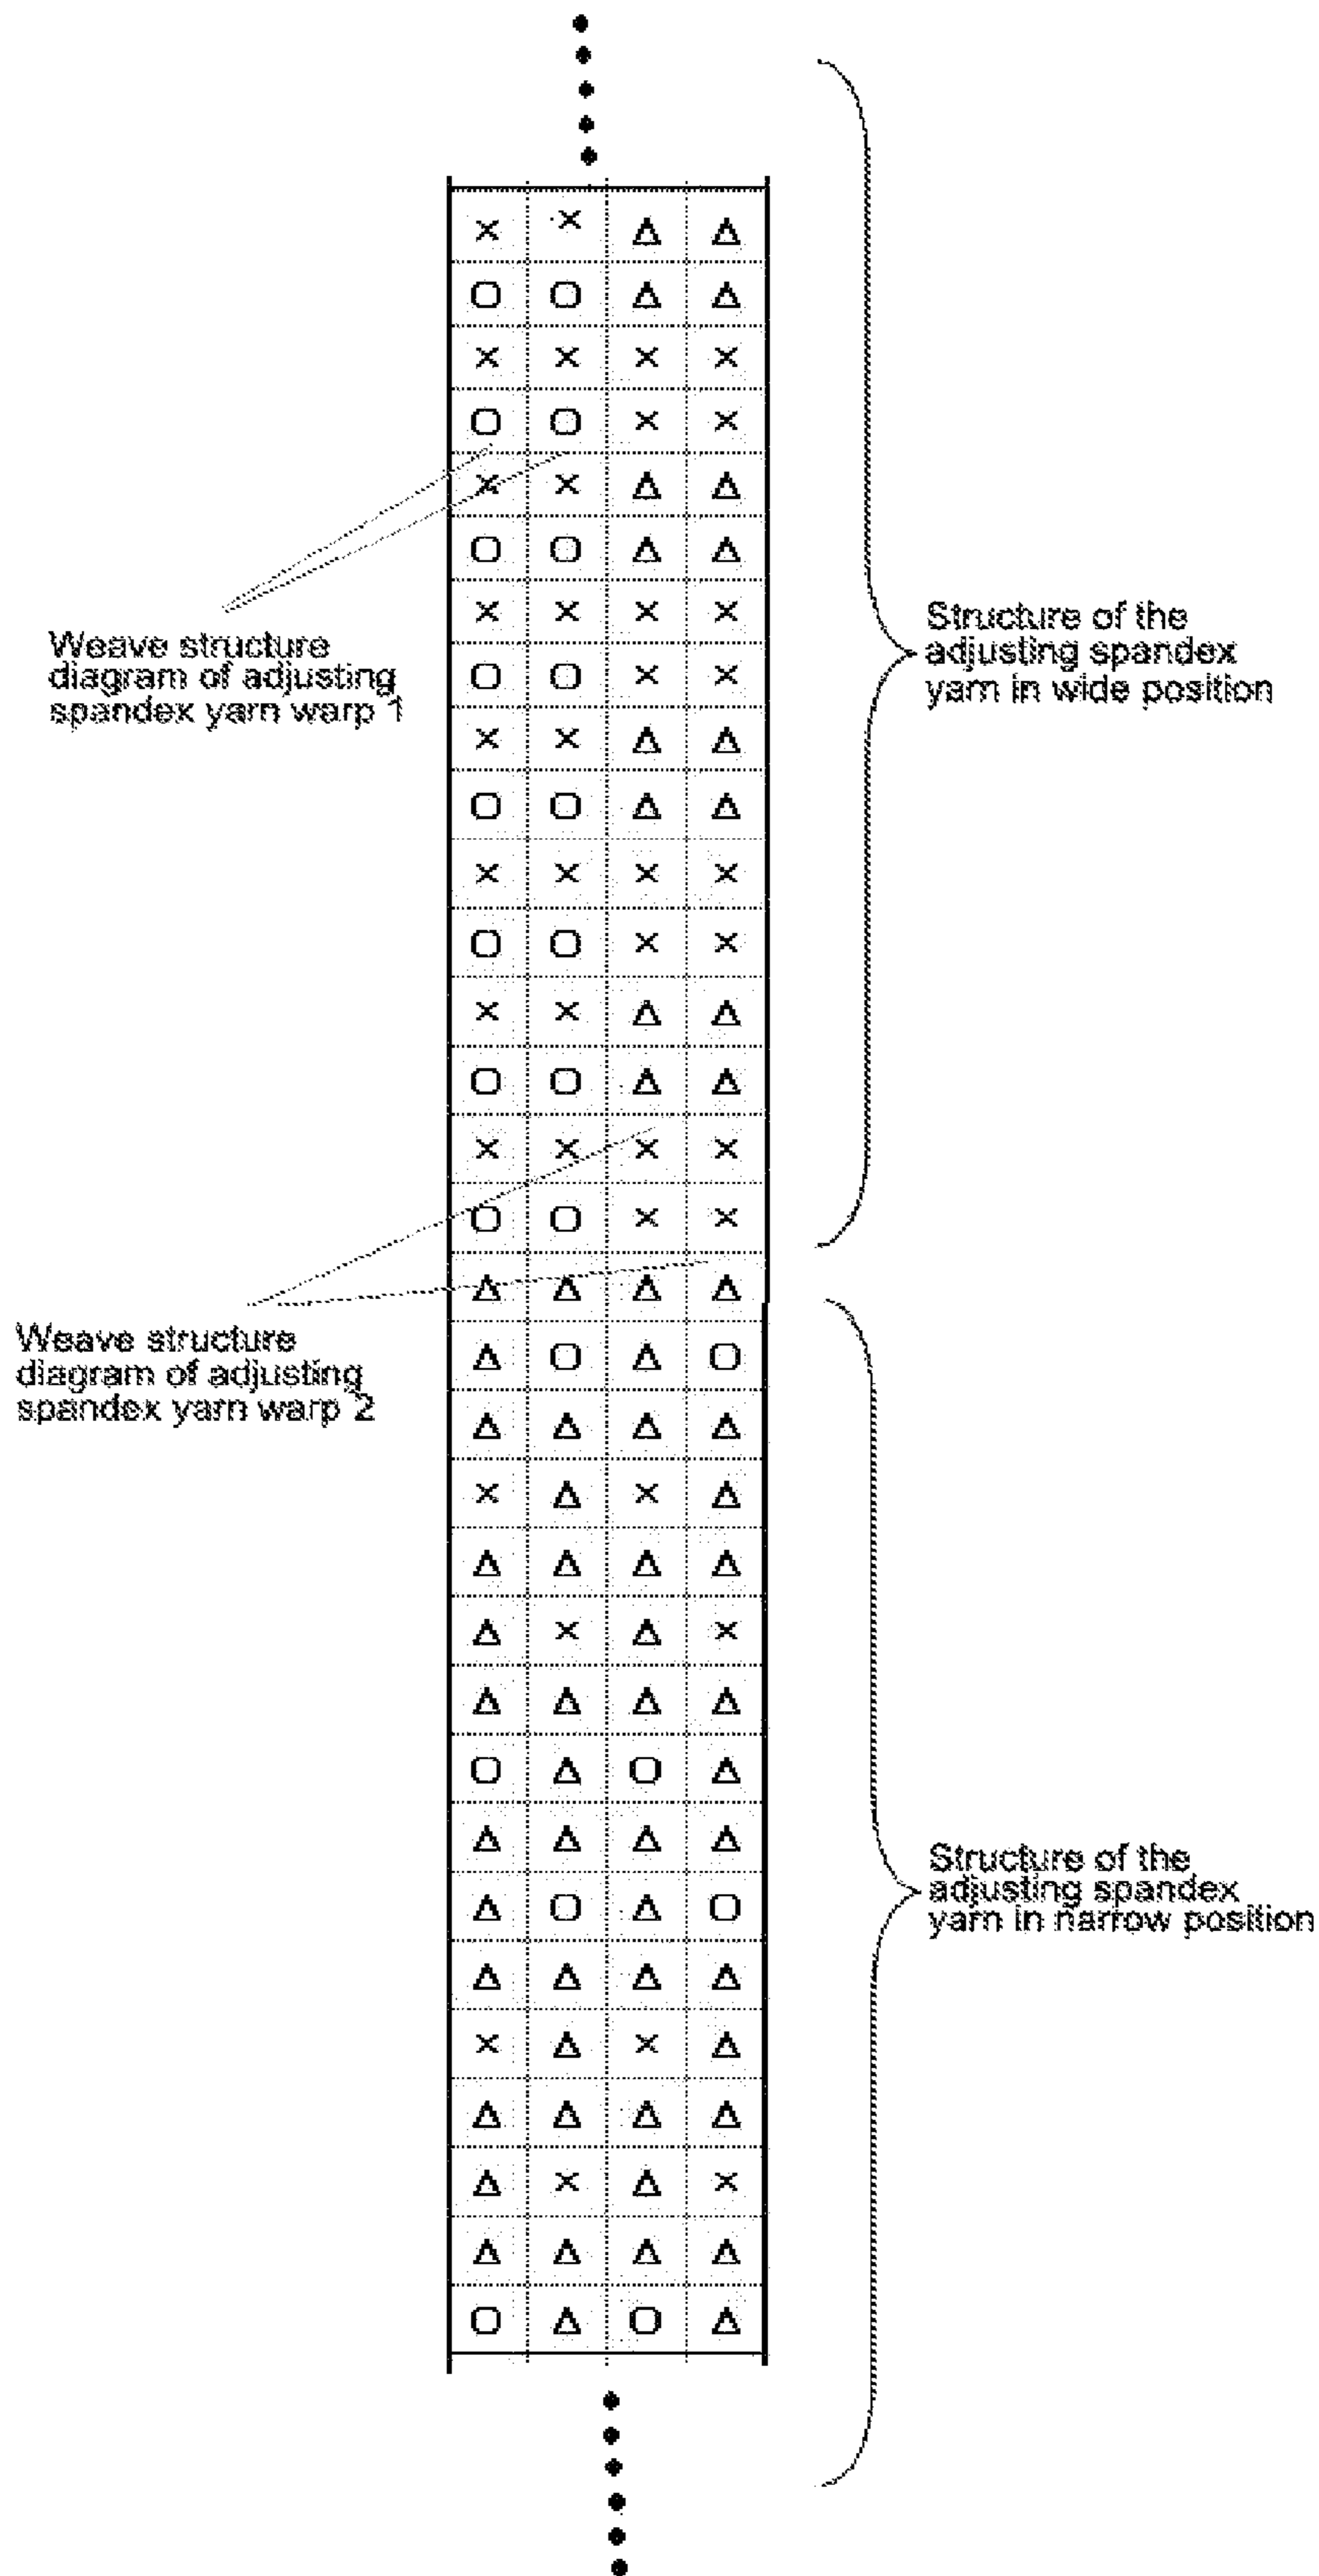 × × Δ Δ
O O Δ Δ
× × × ×
O O × ×
× × Δ Δ
O O Δ Δ
× × × ×
O O × ×
× × Δ Δ
O O Δ Δ
× × × ×
O O × ×
× × Δ Δ
O O Δ Δ
× × × ×
O O × ×
Δ Δ Δ Δ
Δ O Δ O
Δ Δ Δ Δ
× Δ × Δ
Δ Δ Δ Δ
Δ × Δ ×
Δ Δ Δ Δ
O Δ O Δ
Δ Δ Δ Δ
Δ O Δ O
Δ Δ Δ Δ
× Δ × Δ
Δ Δ Δ Δ
Δ × Δ ×
Δ Δ Δ Δ
O Δ O Δ
Weave structure
diagram of adjusting
spandex yarn warp 1
Structure of the
adjusting spandex
yarn in wide position
Weave structure
diagram of adjusting
spandex yarn warp 2
Structure of the
adjusting spandex
yarn in narrow position